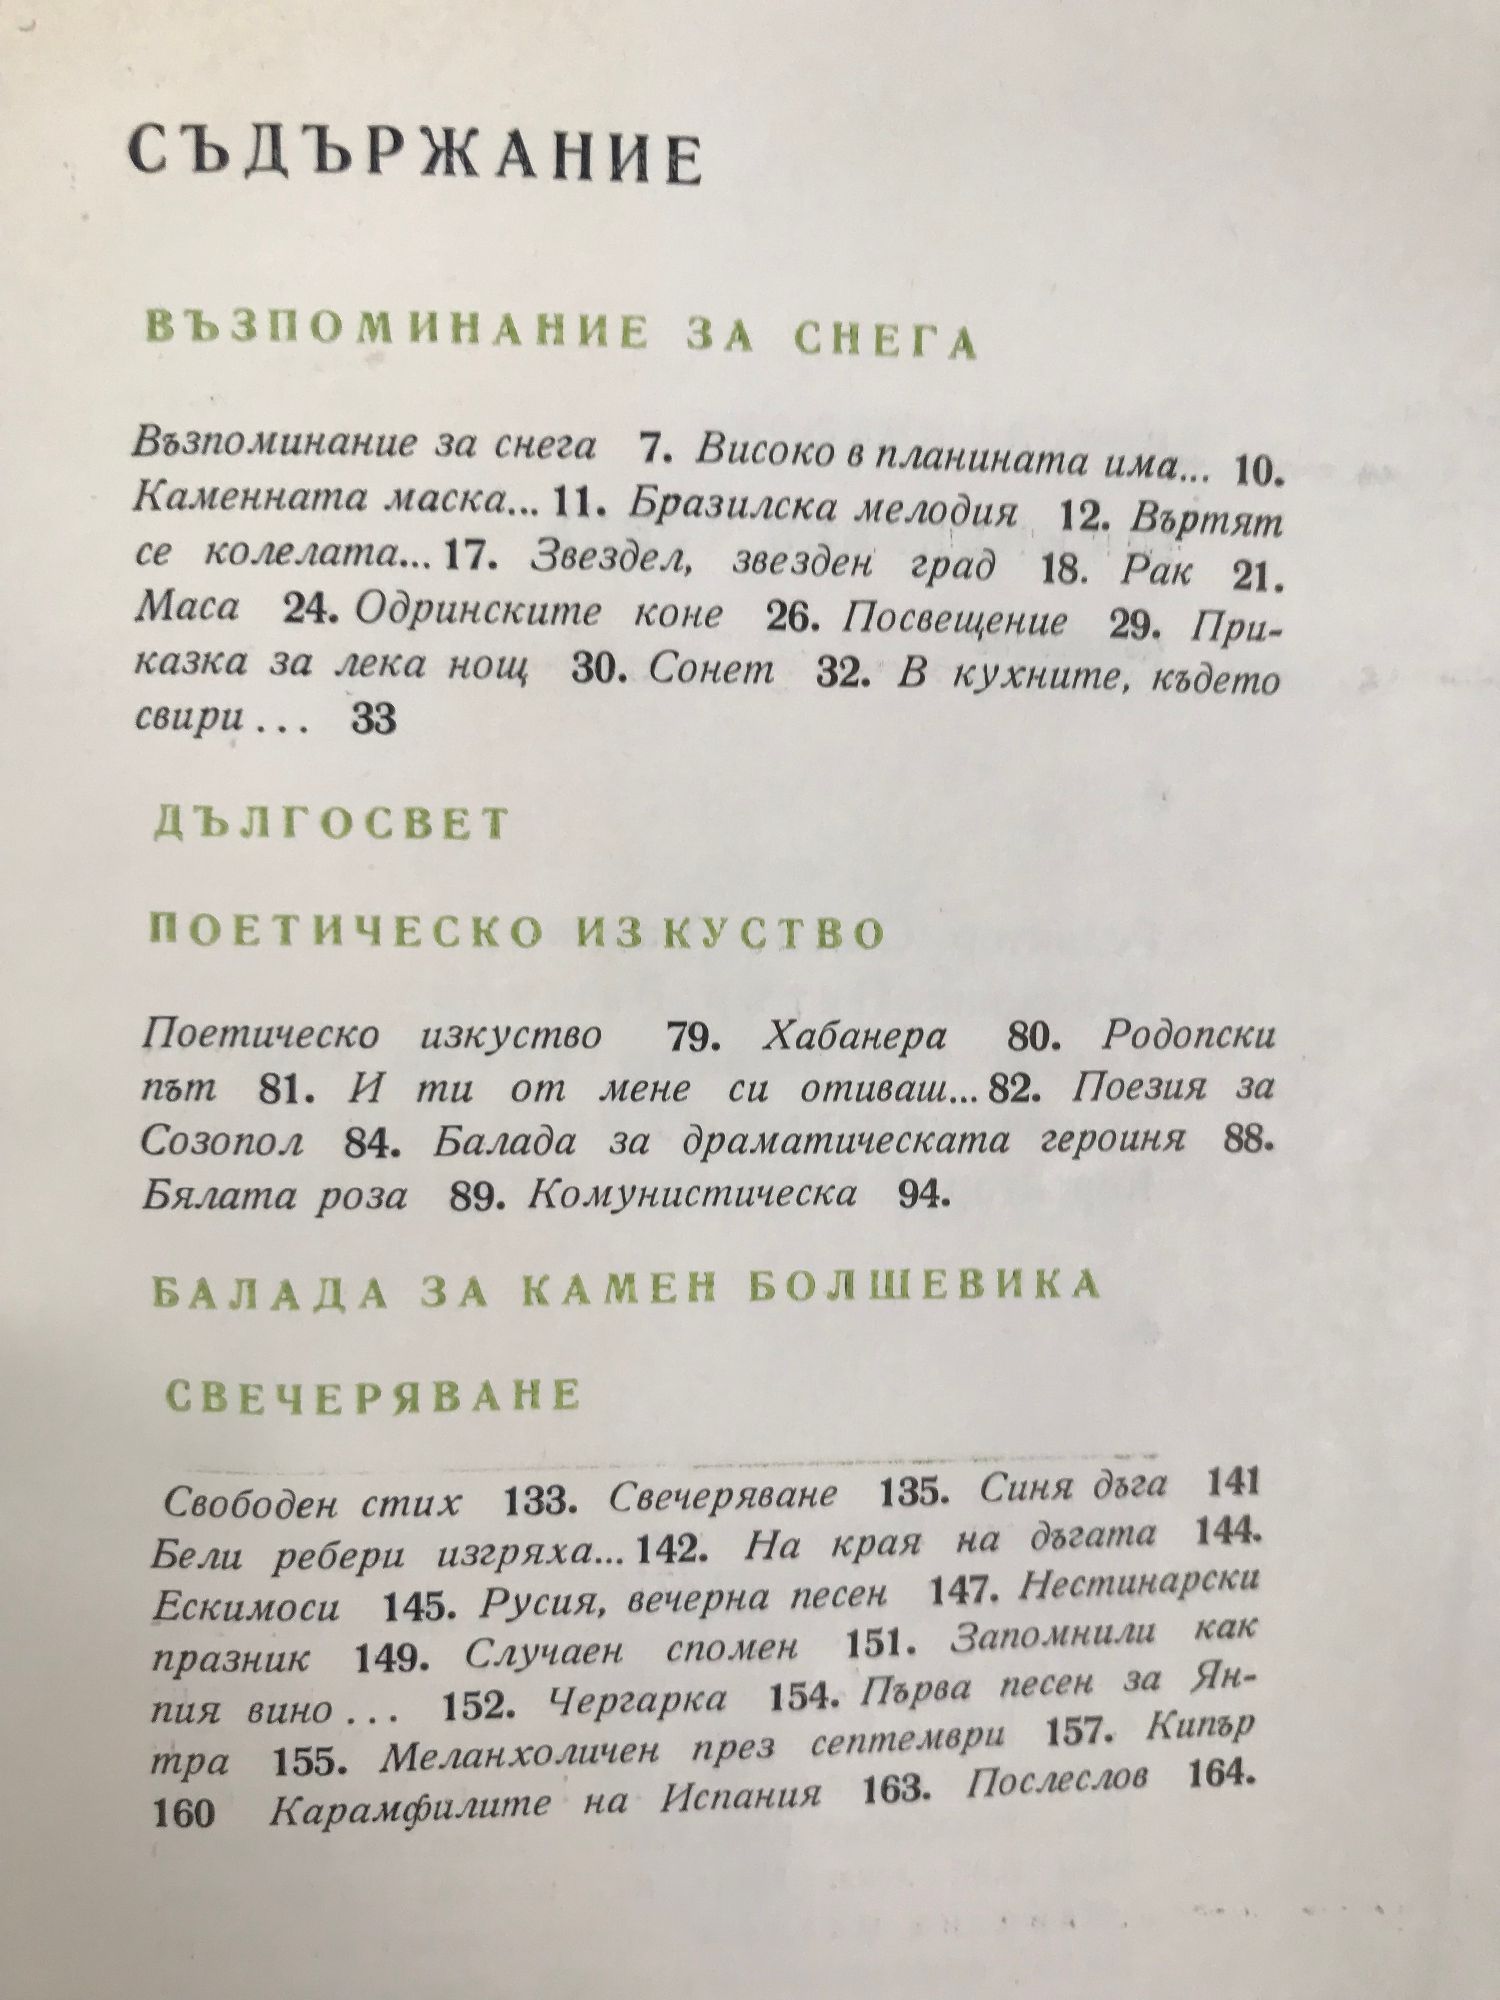 СЪДЪРЖАНИЕ
ВЪЗПОМИНАНИЕ ЗА СНЕГА
Възпоминание за снега 7. Високо в планината има... 10.
Каменната маска... 11. Бразилска мелодия 12. Въртят
се колелата... 17. Звездел, звезден град 18. Рак 21.
Маса 24. Одринските коне 26. Посвещение 29. При-
казка за лека нощ 30. Сонет 32. В кухните, където
свири... 33
ДЪЛГОСВЕТ
ПОЕТИЧЕСКО ИЗКУСТВО
Поетическо изкуство 79. Хабанера 80. Родопски
път 81. И ти от мене си отиваш... 82. Поезия за
Созопол 84. Балада за драматическата героиня 88.
Бялата роза 89. Комунистическа 94.
БАЛАДА ЗА КАМЕН БОЛШЕВИКА
СВЕЧЕРЯВАНЕ
Свободен стих 133. Свечеряване 135. Синя дъга 141
Бели ребери изгряха... 142. На края на дъгата 144.
Ескимоси 145. Русия, вечерна песен 147. Нестинарски
празник 149. Случаен спомен 151. Запомнили как
пия вино... 152. Чергарка 154. Първа песен за Ян-
тра 155. Меланхоличен през септември 157. Кипър
160 Карамфилите на Испания 163. Послеслов 164.